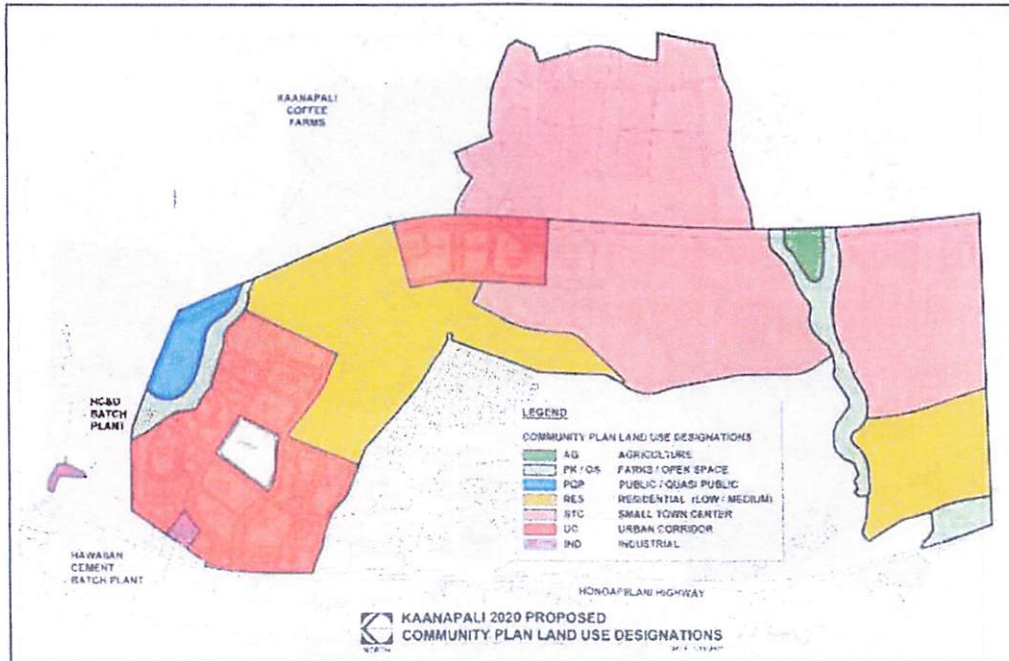 KAANAPALI
COFFEE
FARMS
BATCH
PLANT
HAWAIIAN
CEMENT
BATCH PLANT
LEGEND
COMMUNITY PLAN LAND USE DESIGNATIONS
AG AGRICULTURE
PK / OS PARKS / OPEN SPACE
PQP PUBLIC / QUASI PUBLIC
RES RESIDENTIAL (LOW / MEDIUM)
STC SMALL TOWN CENTER
UC URBAN CORRIDOR
IND INDUSTRIAL
HONOAPIILANI HIGHWAY
KAANAPALI 2020 PROPOSED
COMMUNITY PLAN LAND USE DESIGNATIONS
NORTH